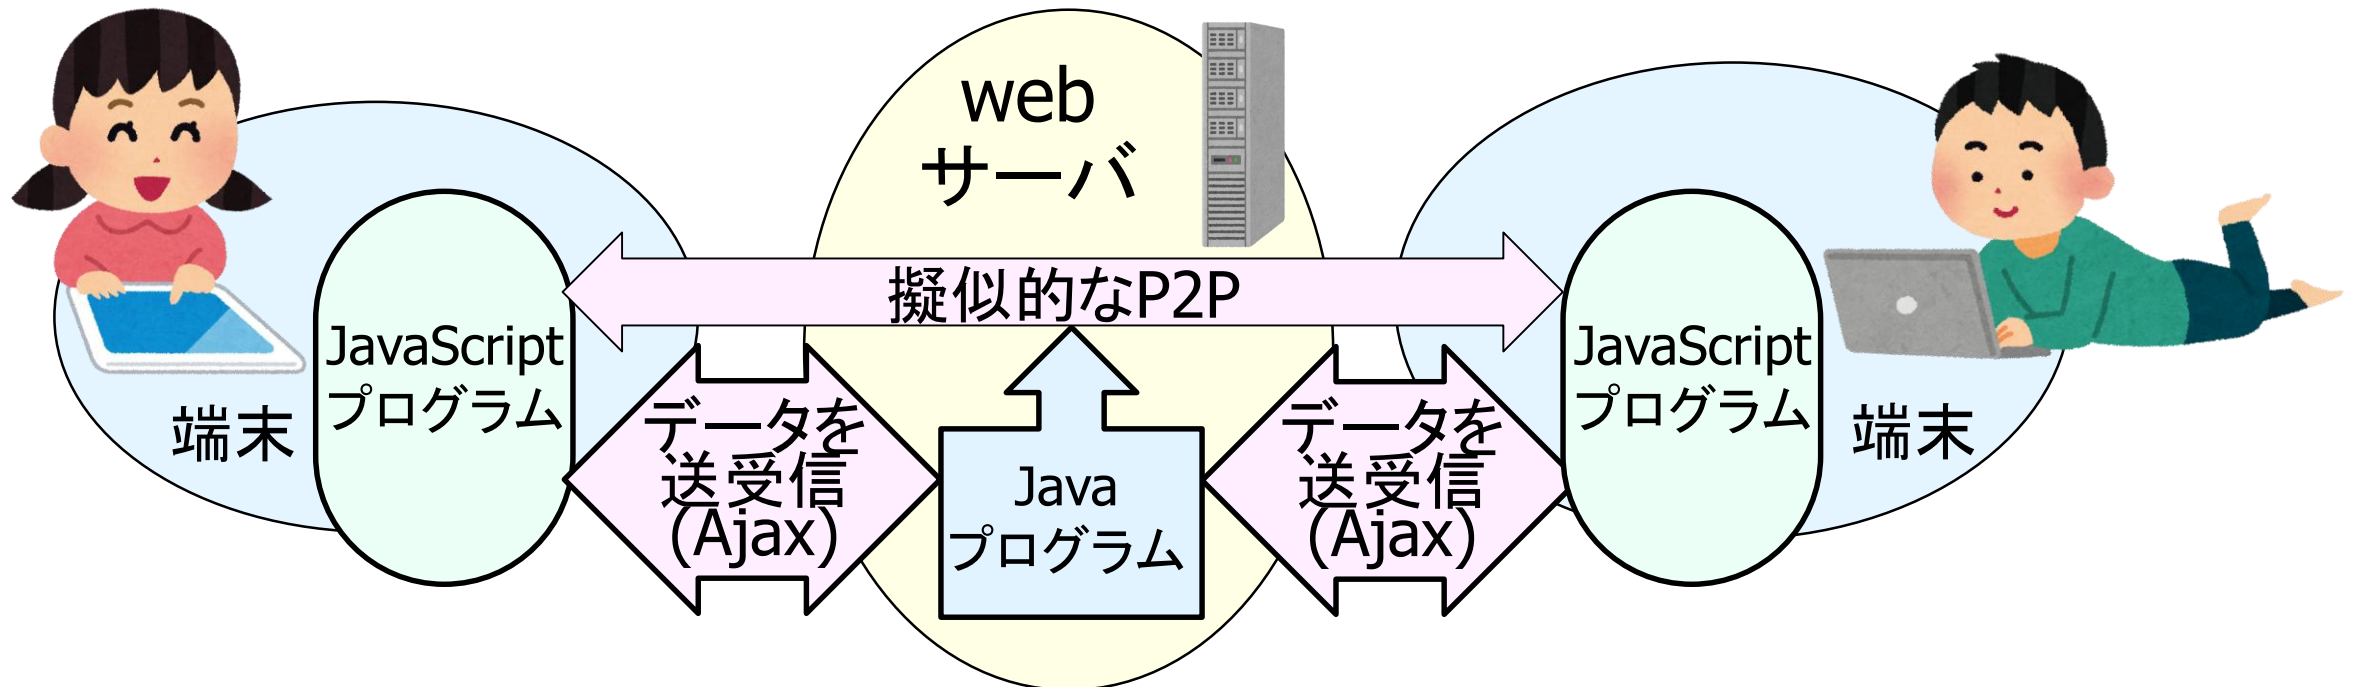 web
サーバ
擬似的なP2P
JavaScript
プログラム
端末
データを
送受信
(Ajax)
Java
プログラム
データを
送受信
(Ajax)
JavaScript
プログラム
端末